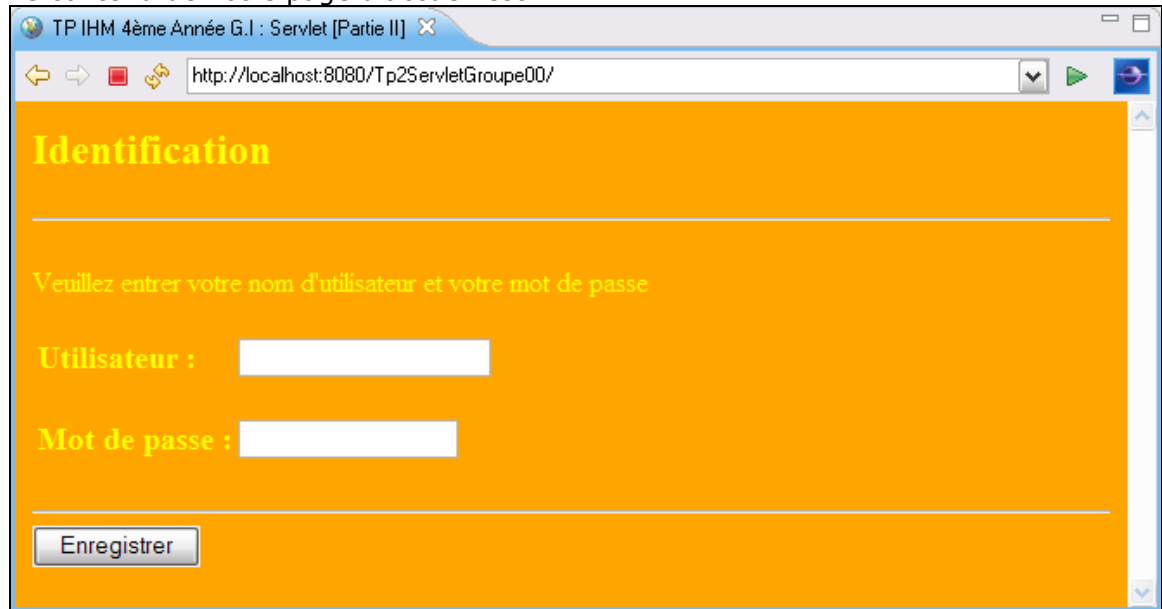 TP IHM 4ème Année G.I : Servlet [Partie II]
http://localhost:8080/Tp2ServletGroupe00/
Identification
Veuillez entrer votre nom d'utilisateur et votre mot de passe
Utilisateur :
Mot de passe :
Enregistrer